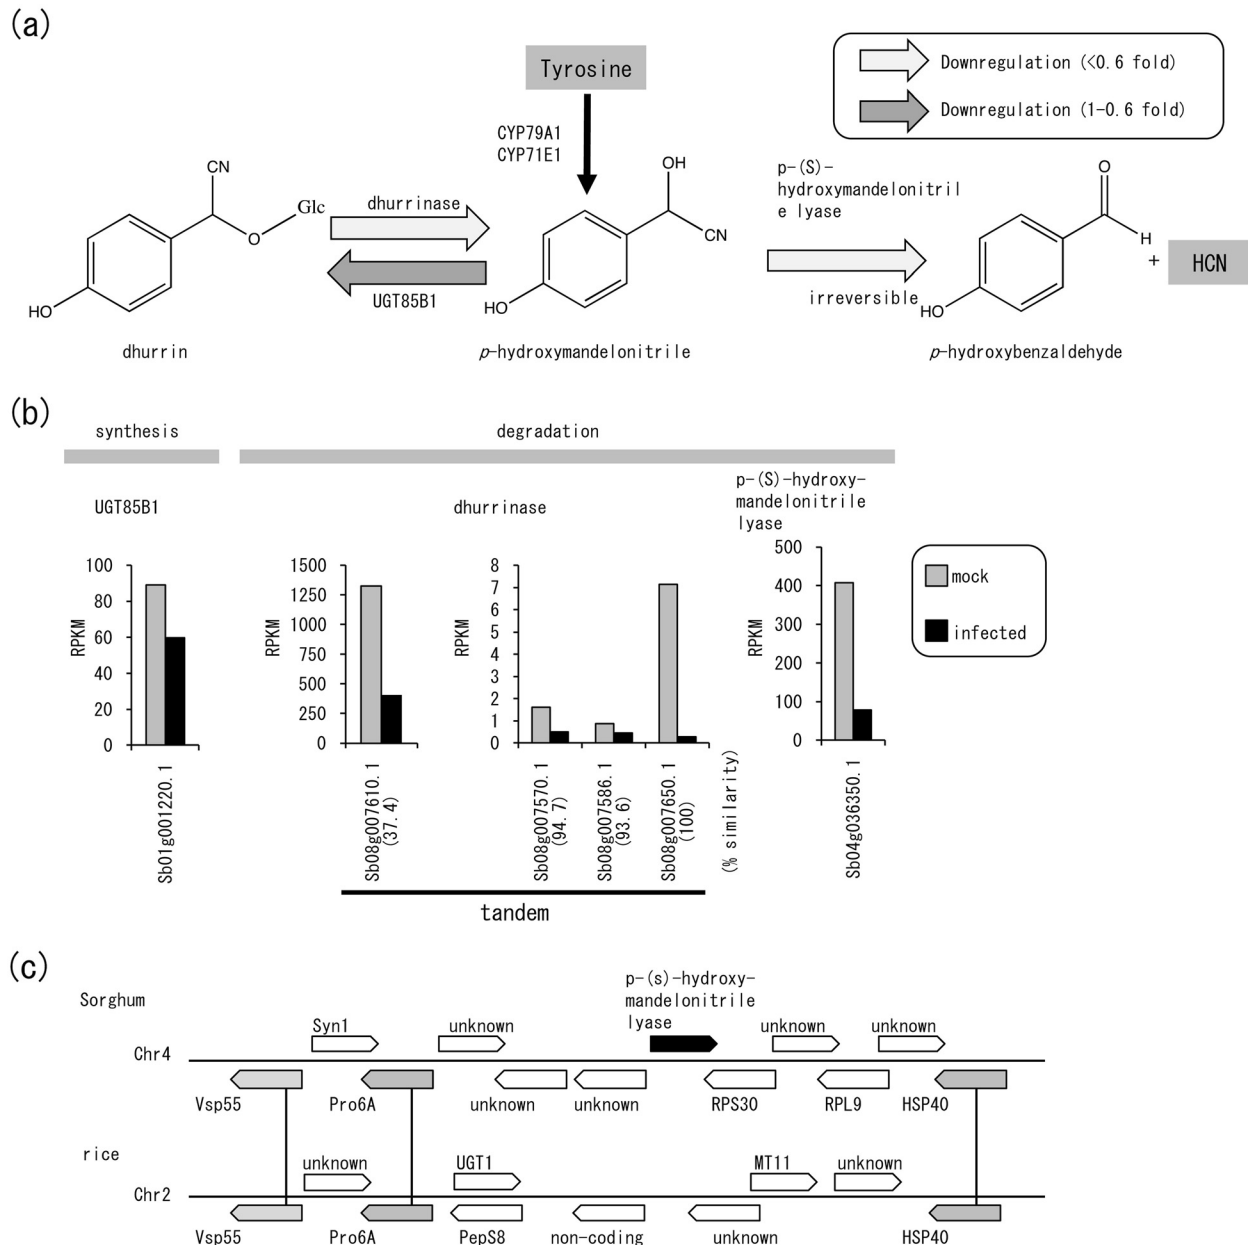 (a)
Tyrosine
Downregulation (<0.6 fold)
Downregulation (1-0.6 fold)
CYP79A1
CYP71E1
CN
OH
p-(S)-
hydroxymandelonitril
e lyase
O
Glc
dhurrinase
O
CN
H
+
HCN
UGT85B1
irreversible
HO
HO
HO
dhurrin
p-hydroxymandelonitrile
p-hydroxybenzaldehyde
(b)
synthesis
degradation
UGT85B1
dhurrinase
p-(S)-hydroxy-
mandelonitrile
lyase
RPKM
100
80
60
40
20
0
Sb01g001220.1
RPKM
1500
1250
1000
750
500
250
0
Sb08g007610.1
(37.4)
RPKM
8
7
6
5
4
3
2
1
0
Sb08g007570.1
(94.7)
Sb08g007586.1
(93.6)
Sb08g007650.1
(100)
(% similarity)
RPKM
500
400
300
200
100
0
Sb04g036350.1
mock
infected
tandem
(c)
Sorghum
p-(s)-hydroxy-
mandelonitrile
lyase
Syn1
unknown
unknown
unknown
Chr4
Vsp55
Pro6A
unknown
unknown
RPS30
RPL9
HSP40
rice
unknown
UGT1
MT11
unknown
Chr2
Vsp55
Pro6A
PepS8
non-coding
unknown
HSP40